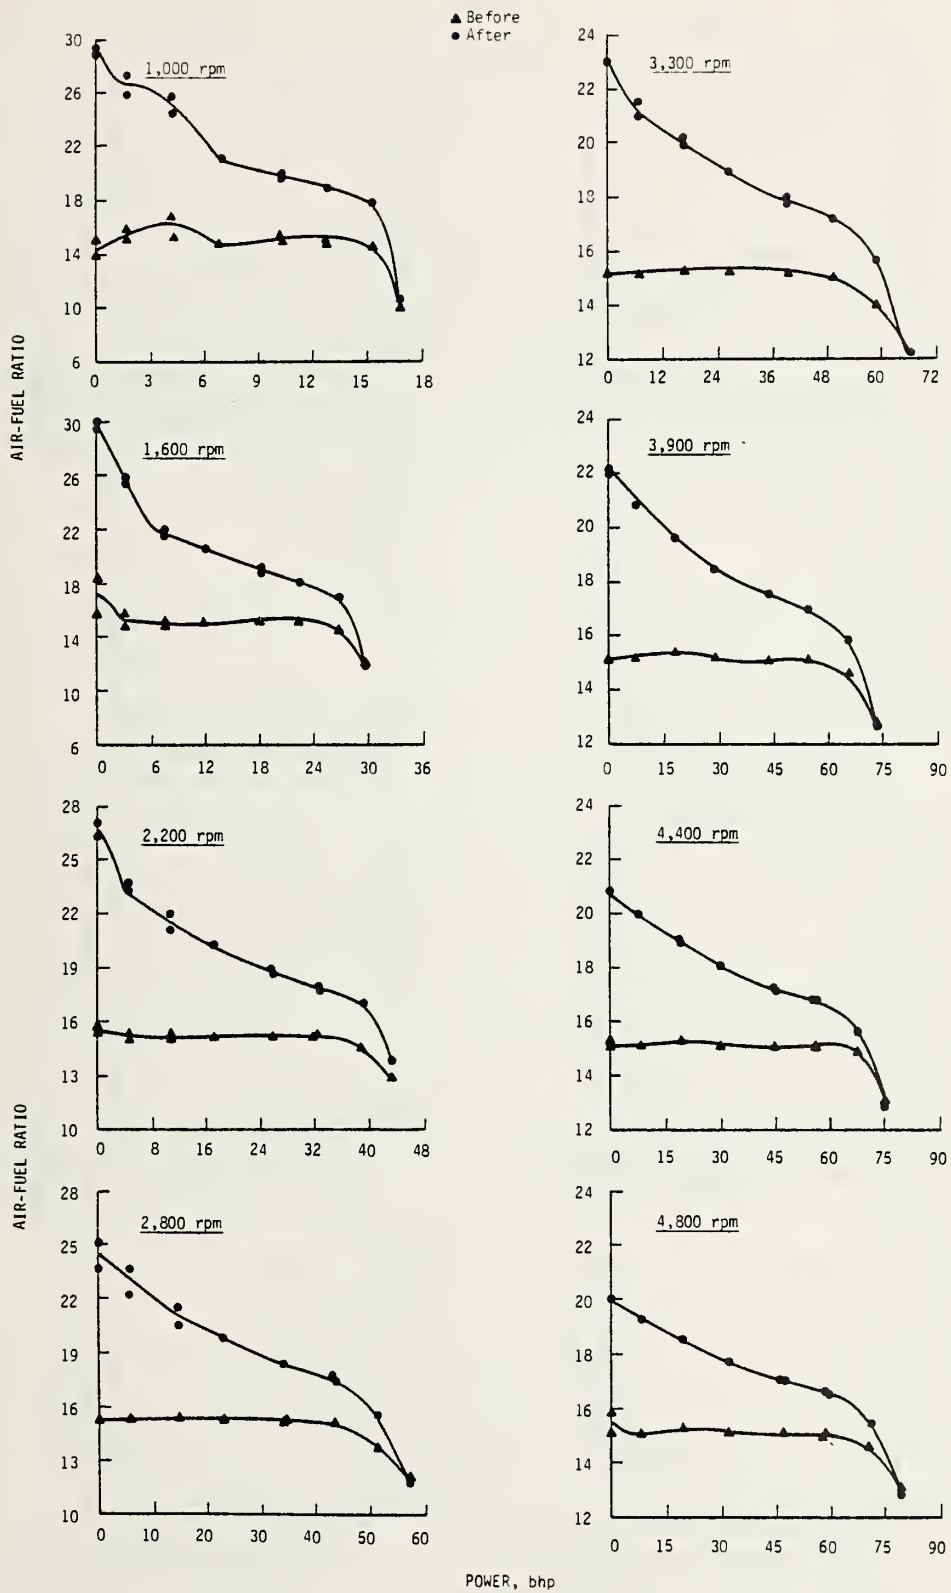 ▲ Before
● After
AIR-FUEL RATIO
1,000 rpm
30
26
22
18
14
10
6
0 3 6 9 12 15 18
3,300 rpm
24
22
20
18
16
14
12
0 12 24 36 48 60 72
1,600 rpm
30
26
22
18
14
10
6
0 6 12 18 24 30 36
3,900 rpm
24
22
20
18
16
14
12
0 15 30 45 60 75 90
AIR-FUEL RATIO
2,200 rpm
28
25
22
19
16
13
10
0 8 16 24 32 40 48
4,400 rpm
24
22
20
18
16
14
12
0 15 30 45 60 75 90
2,800 rpm
28
25
22
19
16
13
10
0 10 20 30 40 50 60
4,800 rpm
24
22
20
18
16
14
12
0 15 30 45 60 75 90
POWER, bhp